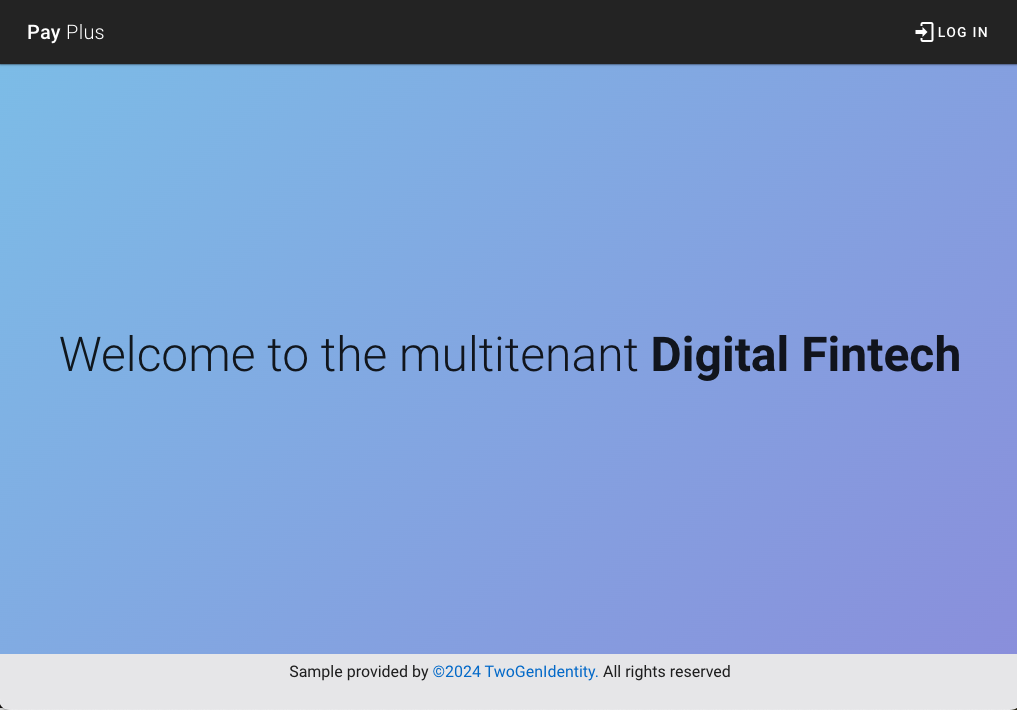 Pay Plus
LOG IN
Welcome to the multitenant Digital Fintech
Sample provided by ©2024 TwoGenIdentity. All rights reserved